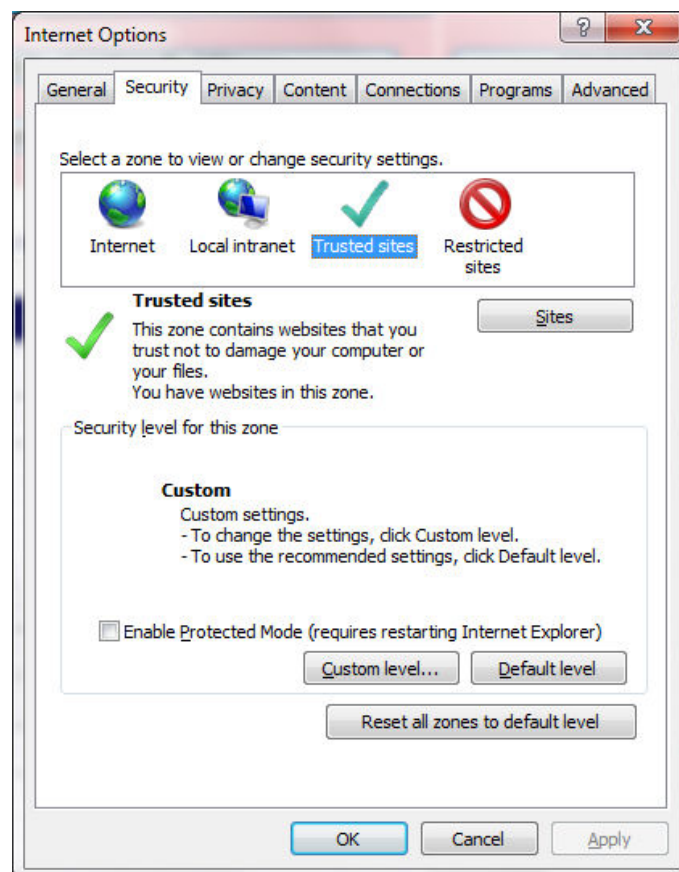 Internet Options
General Security Privacy Content Connections Programs Advanced
Select a zone to view or change security settings.
Internet Local intranet Trusted sites Restricted sites
Trusted sites
Sites
This zone contains websites that you
trust not to damage your computer or
your files.
You have websites in this zone.
Security level for this zone
Custom
Custom settings.
- To change the settings, click Custom level.
- To use the recommended settings, click Default level.
Enable Protected Mode (requires restarting Internet Explorer)
Custom level... Default level
Reset all zones to default level
OK Cancel Apply